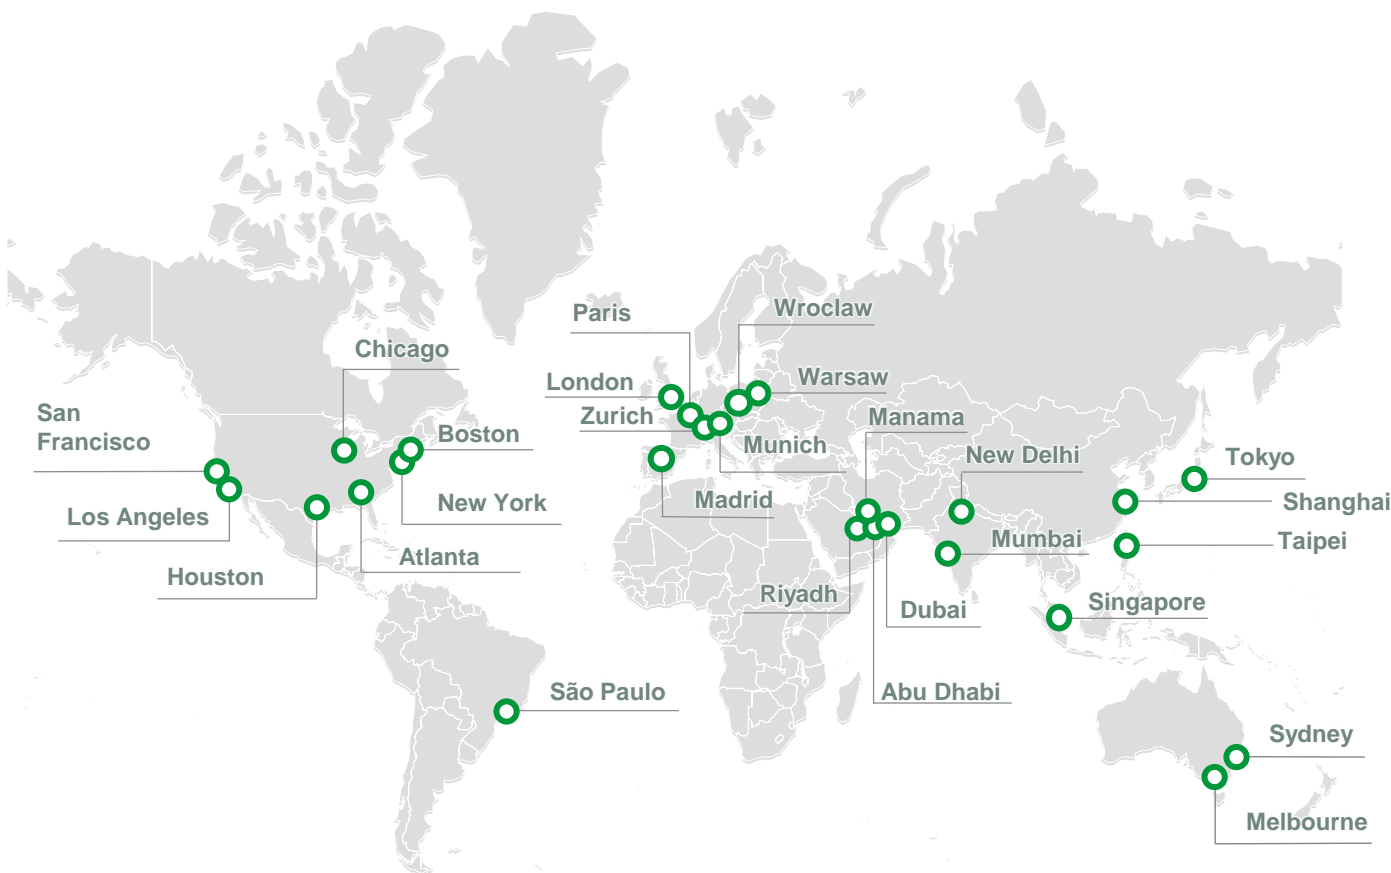 Wroclaw
Paris
Chicago
Warsaw
London
San
Francisco
Zurich
Manama
Boston
Munich
New Delhi
Tokyo
Madrid
New York
Shanghai
Los Angeles
Mumbai
Taipei
Atlanta
Houston
Riyadh
Dubai
Singapore
São Paulo
Abu Dhabi
Sydney
Melbourne